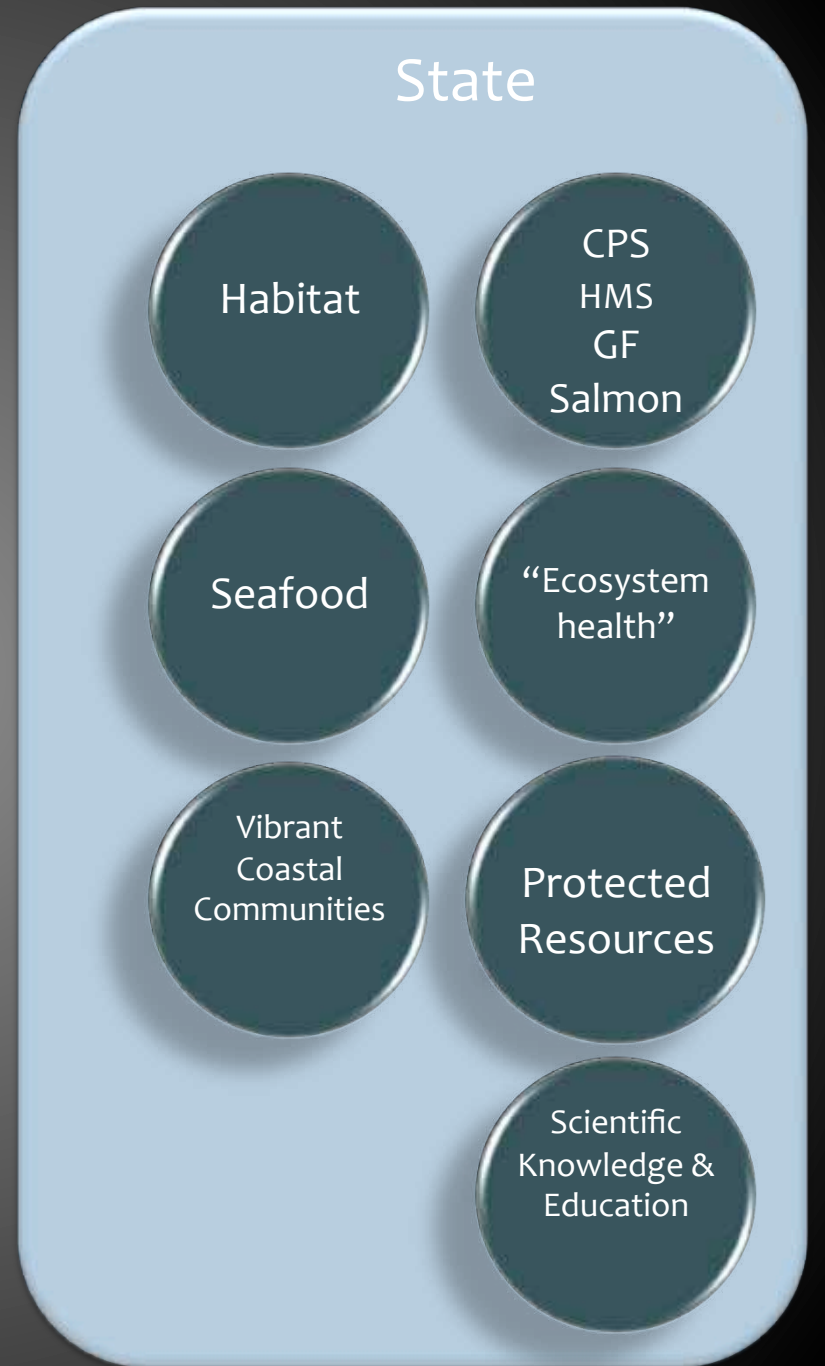 State
Habitat
CPS
HMS
GF
Salmon
Seafood
“Ecosystem
health”
Vibrant
Coastal
Communities
Protected
Resources
Scientific
Knowledge &
Education